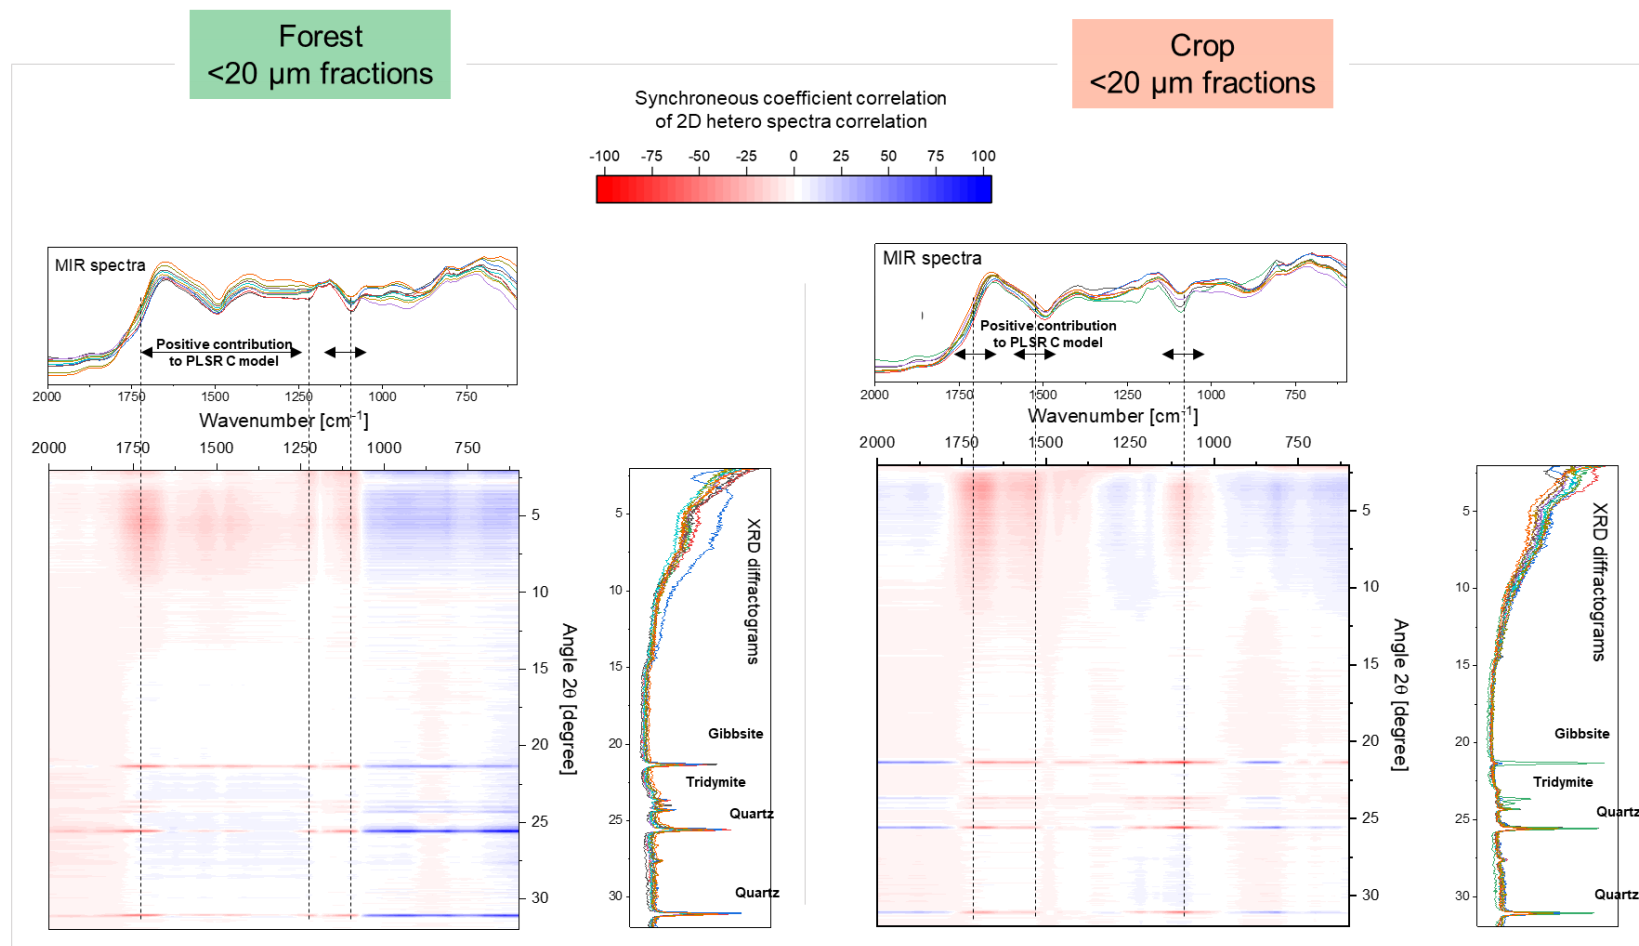 Forest
<20 µm fractions
Crop
<20 µm fractions
Synchroneous coefficient correlation
of 2D hetero spectra correlation
-100 -75 -50 -25 0 25 50 75 100
MIR spectra
Positive contribution
to PLSR C model
2000 1750 1500 1250 1000 750
Wavenumber [cm-1]
2000 1750 1500 1250 1000 750
5
10
15
20
25
30
Angle 2θ [degree]
5
10
15
20
25
30
XRD diffractograms
Gibbsite
Tridymite
Quartz
Quartz
MIR spectra
Positive contribution
to PLSR C model
2000 1750 1500 1250 1000 750
Wavenumber [cm-1]
2000 1750 1500 1250 1000 750
5
10
15
20
25
30
Angle 2θ [degree]
5
10
15
20
25
30
XRD diffractograms
Gibbsite
Tridymite
Quartz
Quartz